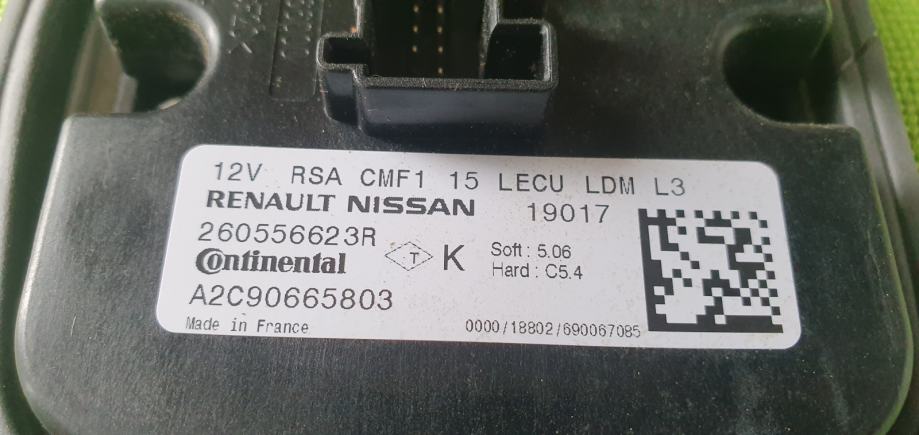 12V RSA CMF1 15 LECU LDM L3
RENAULT NISSAN 19017
260556623R
Continental T K Soft : 5.06
Hard : C5.4
A2C90665803
Made in France 0000/18802/690067085